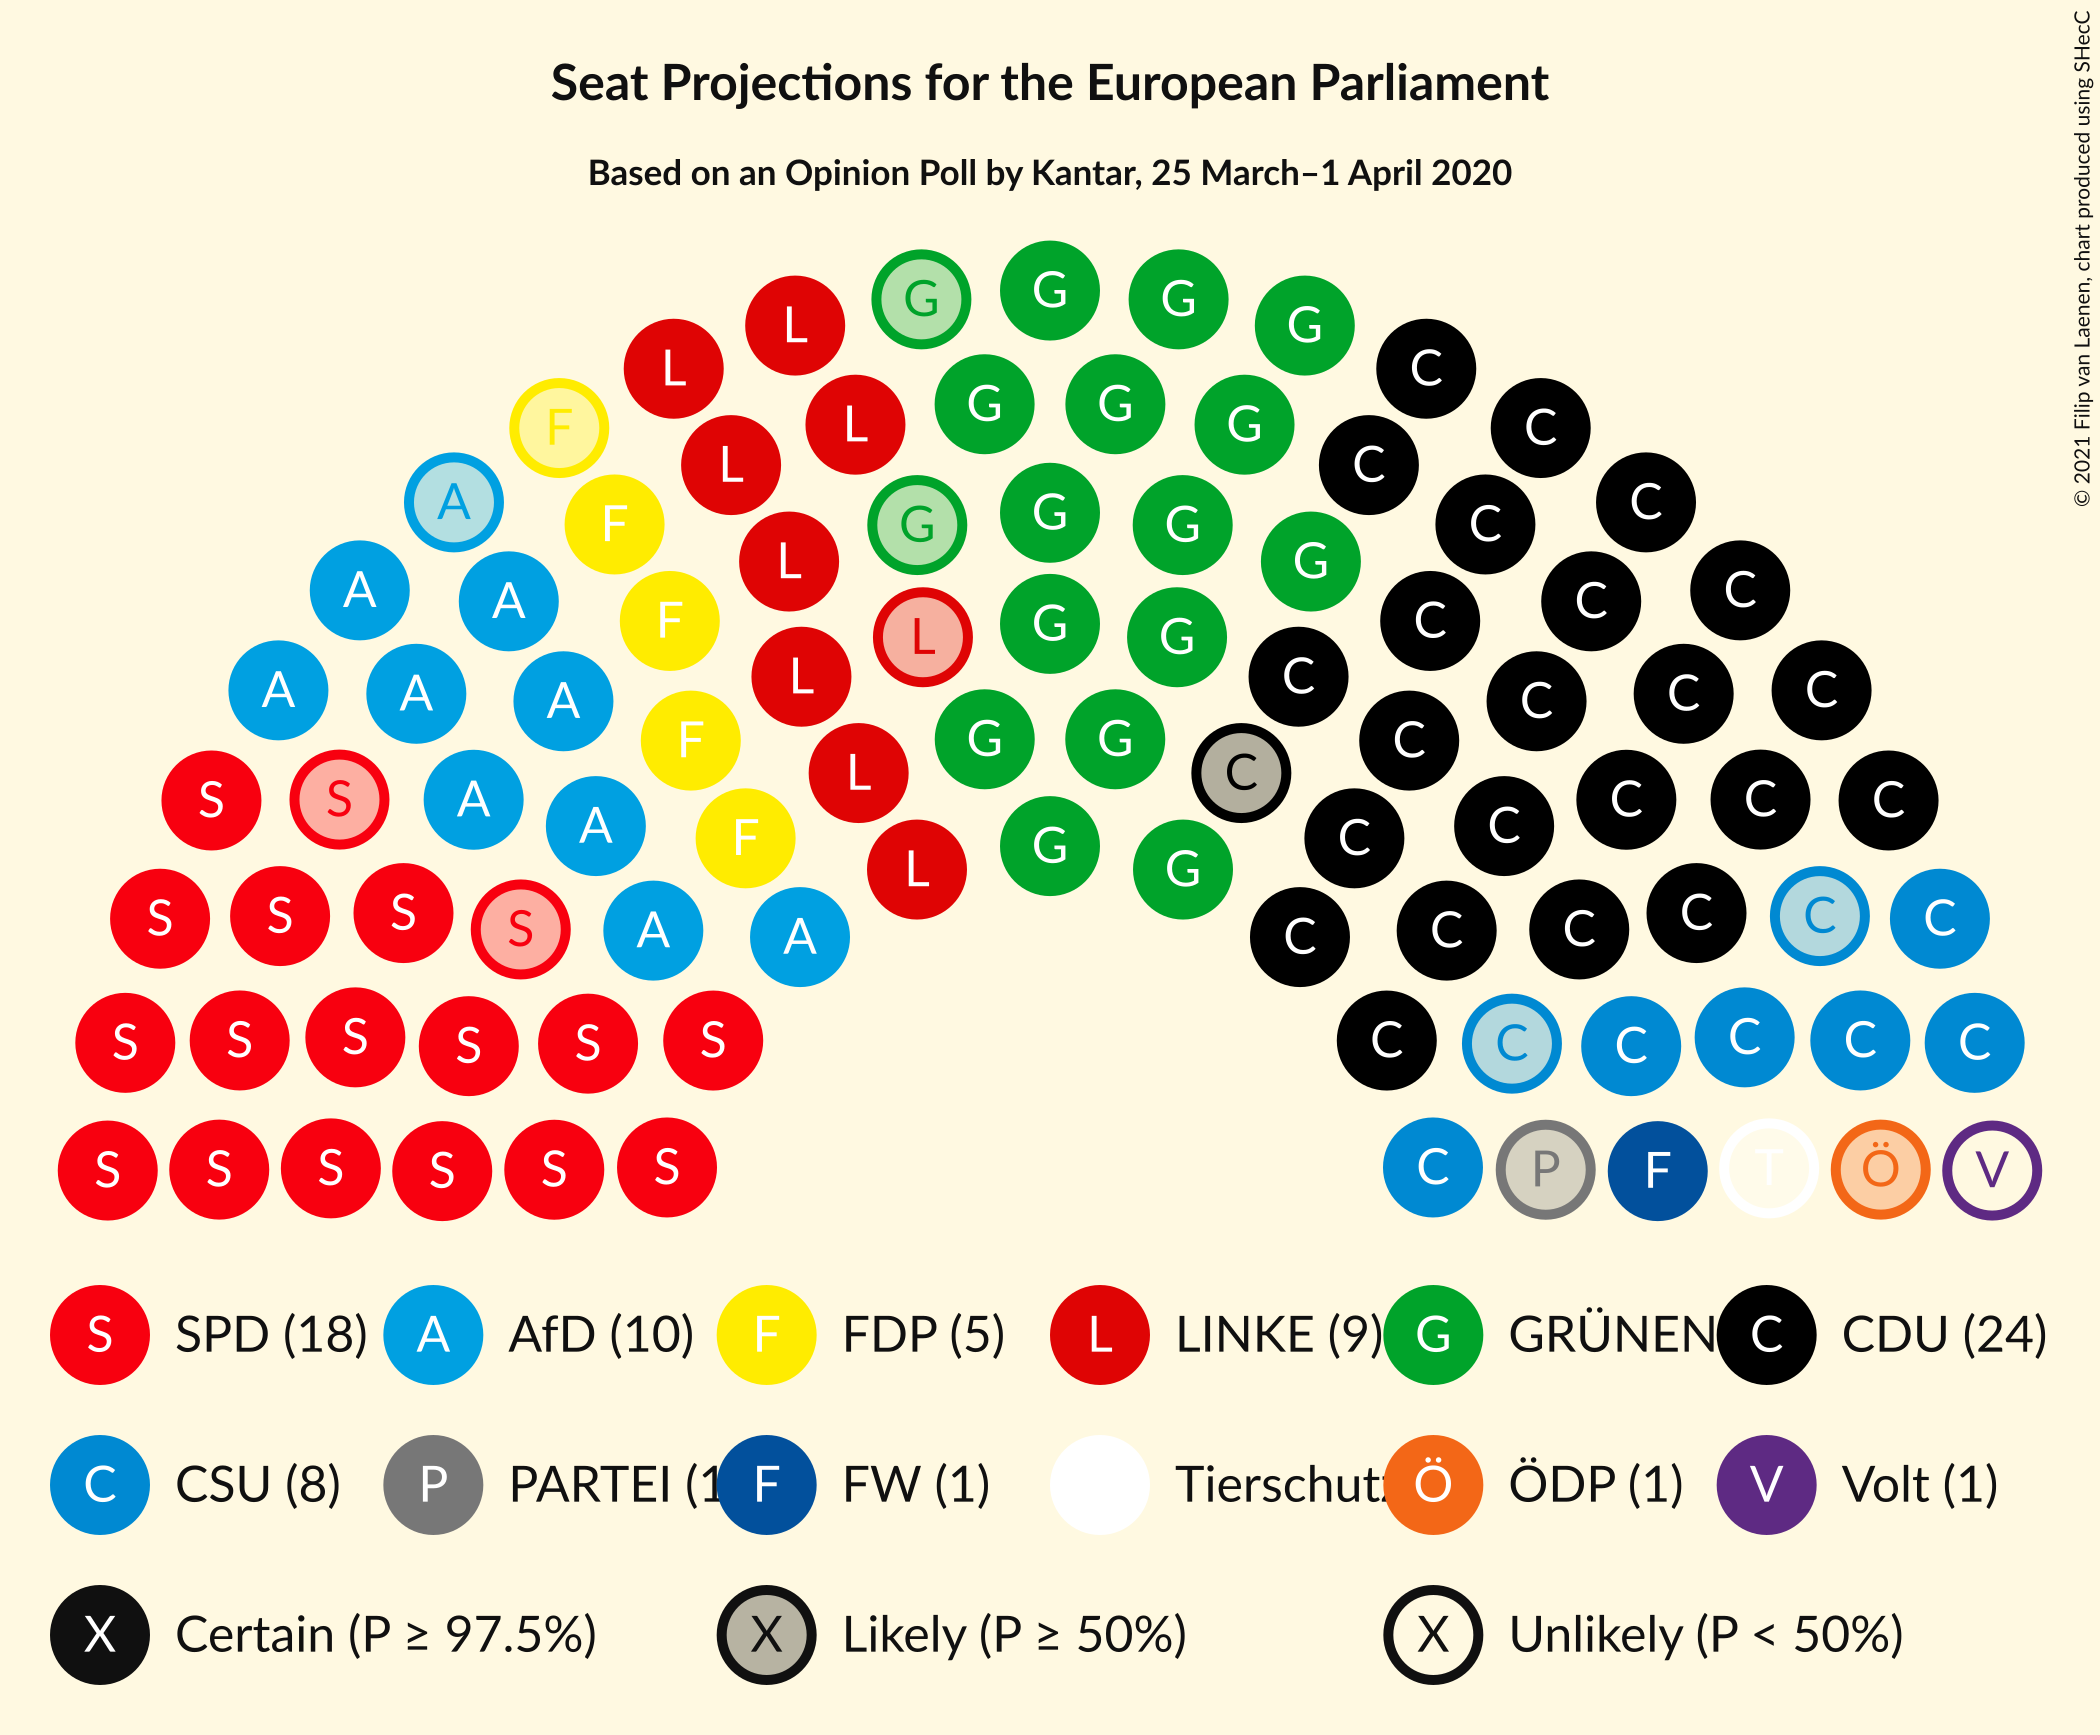 Seat Projections for the European Parliament
Based on an Opinion Poll by Kantar, 25 March–1 April 2020
© 2021 Filip van Laenen, chart produced using SHecC
G G G G
L L C
L G G G C
F L C C
A F L G G G G C C
A A F L L G G C C C
A A A F L G G C C C C C
S S A A F L G G C C C C C C
S S S S A A L G G C C C C C C
S S S S S S C C C C C C
S S S S S S C P F T Ö V
S SPD (18) A AfD (10) F FDP (5) L LINKE (9) G GRÜNEN C CDU (24)
C CSU (8) P PARTEI (1 F FW (1) Tierschutz Ö ÖDP (1) V Volt (1)
X Certain (P ≥ 97.5%) X Likely (P ≥ 50%) X Unlikely (P < 50%)